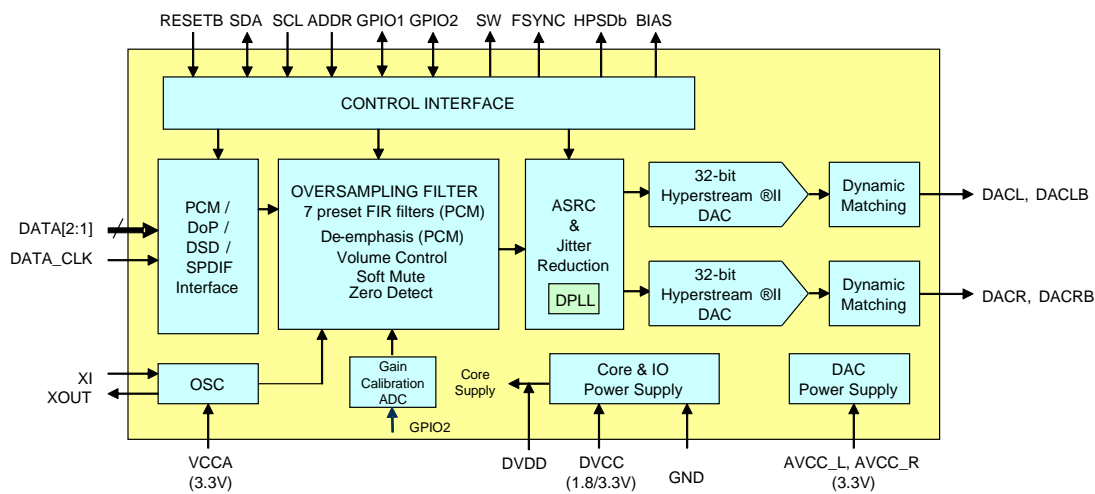 RESETB SDA SCL ADDR GPIO1 GPIO2 SW FSYNC HPSDb BIAS
CONTROL INTERFACE
PCM /
DoP /
DSD /
SPDIF
Interface
OVERSAMPLING FILTER
7 preset FIR filters (PCM)
De-emphasis (PCM)
Volume Control
Soft Mute
Zero Detect
ASRC
&
Jitter
Reduction
DPLL
32-bit
Hyperstream ®II
DAC
Dynamic
Matching
DACL, DACLB
32-bit
Hyperstream ®II
DAC
Dynamic
Matching
DACR, DACRB
DATA[2:1]
DATA_CLK
XI
XOUT
OSC
Gain
Calibration
ADC
GPIO2
Core
Supply
Core & IO
Power Supply
DAC
Power Supply
VCCA
(3.3V)
DVDD
DVCC
(1.8/3.3V)
GND
AVCC_L, AVCC_R
(3.3V)